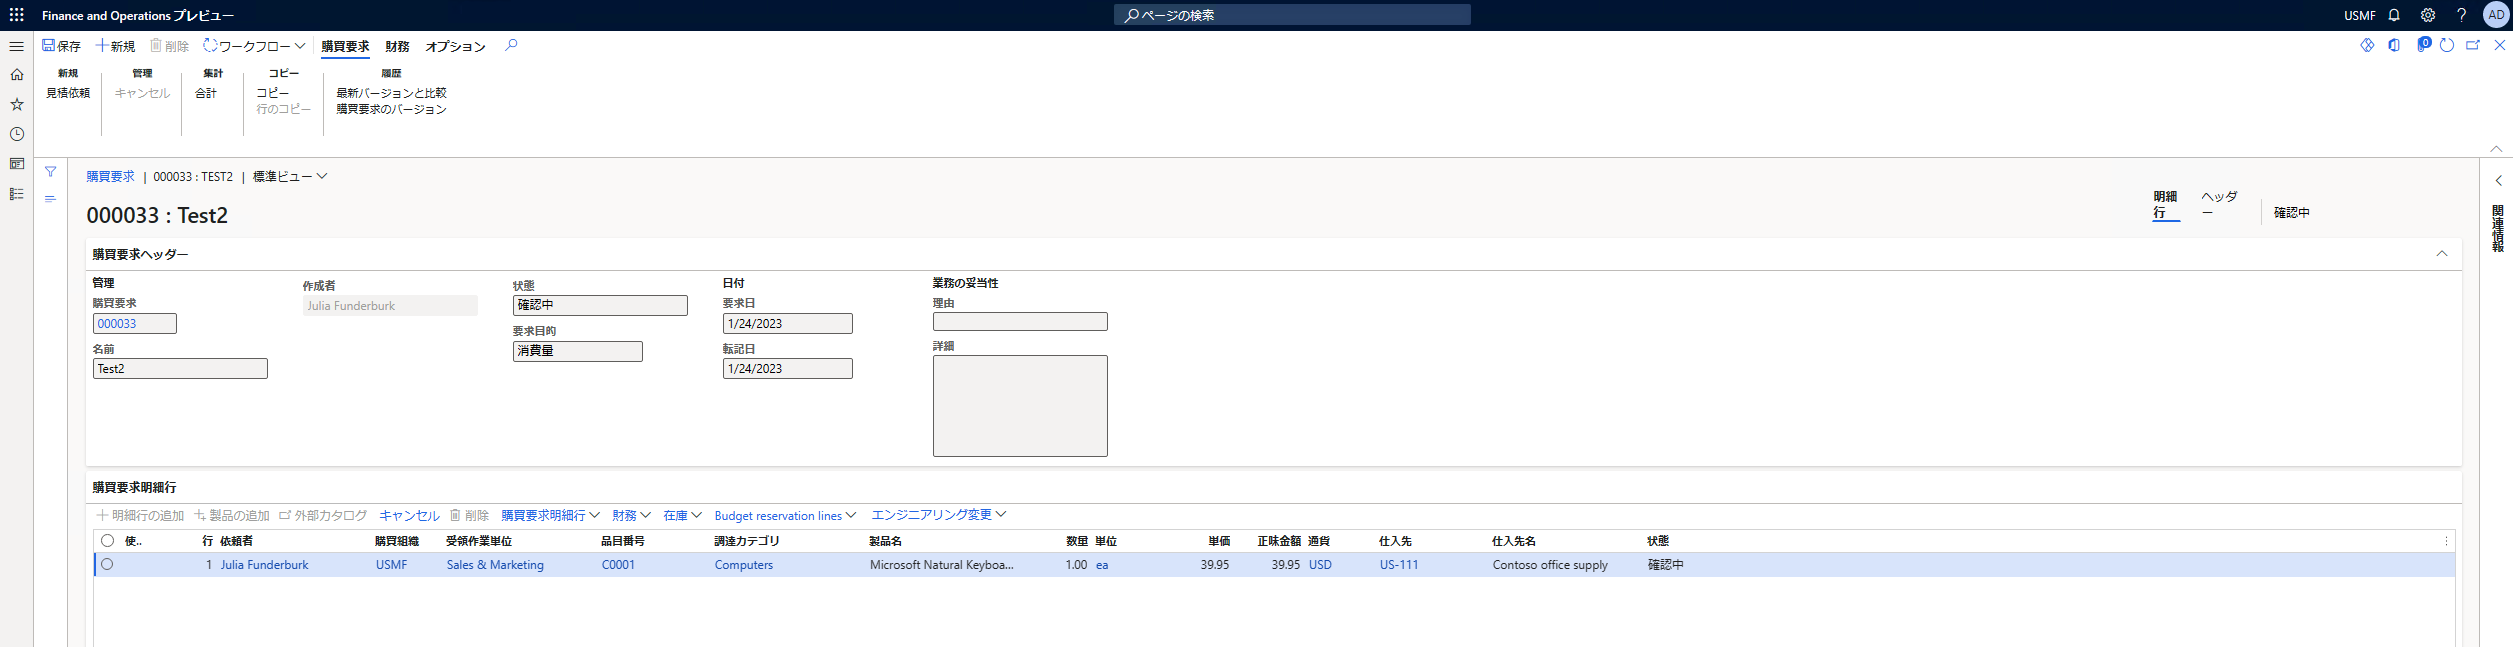 Finance and Operations プレビュー
ページの検索
USMF
AD
保存 新規 削除 ワークフロー 購買要求 財務 オプション
0
新規 管理 集計 コピー 履歴
見積依頼 キャンセル 合計 コピー 最新バージョンと比較
行のコピー 購買要求のバージョン
購買要求 | 000033 : TEST2 | 標準ビュー
000033 : Test2
明細行 ヘッダー 確認中
関連情報
購買要求ヘッダー
管理
購買要求
000033
名前
Test2
作成者
Julia Funderburk
状態
確認中
要求目的
消費量
日付
要求日
1/24/2023
転記日
1/24/2023
業務の妥当性
理由
詳細
購買要求明細行
明細行の追加 製品の追加 外部カタログ キャンセル 削除 購買要求明細行 財務 在庫 Budget reservation lines エンジニアリング変更
使.. 行 依頼者 購買組織 受領作業単位 品目番号 調達カテゴリ 製品名 数量 単位 単価 正味金額 通貨 仕入先 仕入先名 状態
1 Julia Funderburk USMF Sales & Marketing C0001 Computers Microsoft Natural Keyboa... 1.00 ea 39.95 39.95 USD US-111 Contoso office supply 確認中